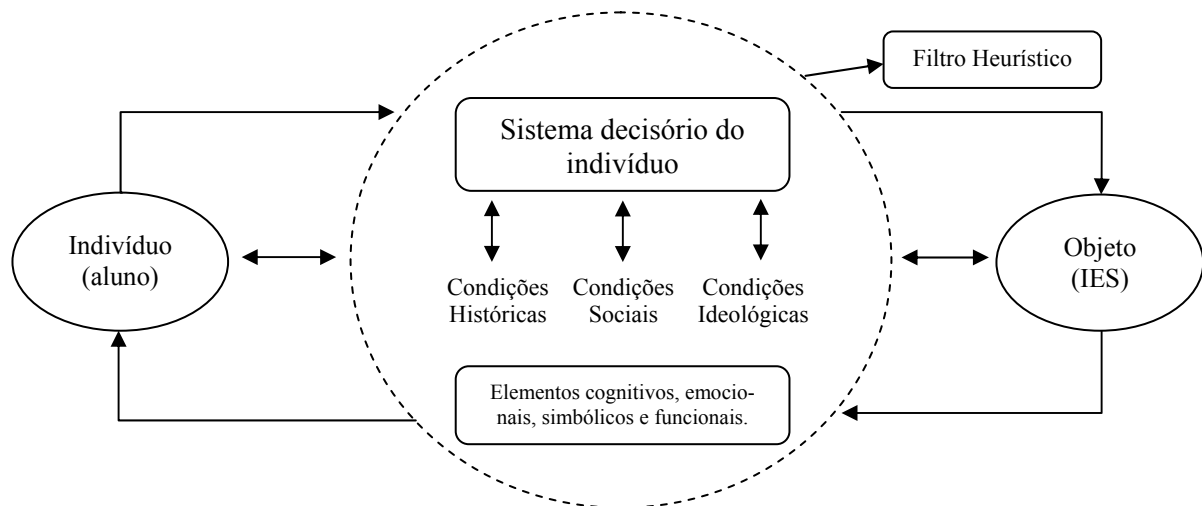 Filtro Heurístico
Sistema decisório do
indivíduo
Indivíduo
(aluno)
Objeto
(IES)
Condições
Históricas
Condições
Sociais
Condições
Ideológicas
Elementos cognitivos, emocio-
nais, simbólicos e funcionais.